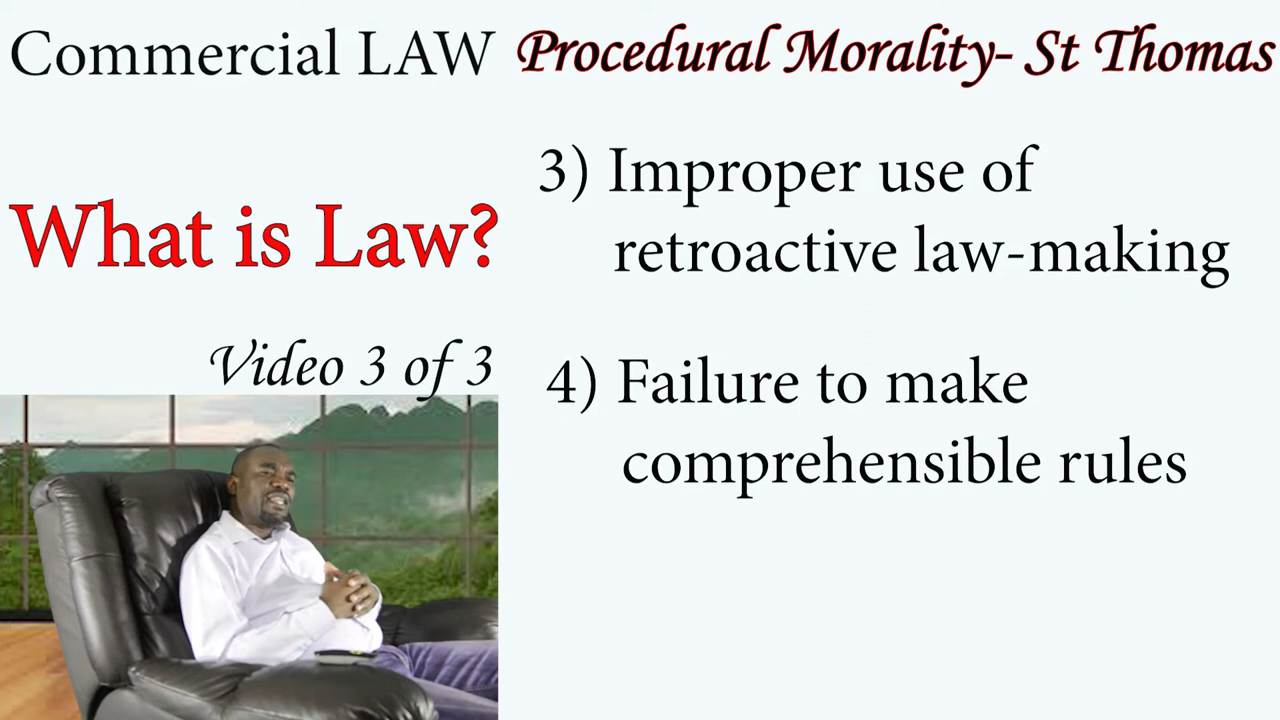 Commercial LAW
Procedural Morality- St Thomas
What is Law?
Video 3 of 3
3) Improper use of
retroactive law-making
4) Failure to make
comprehensible rules